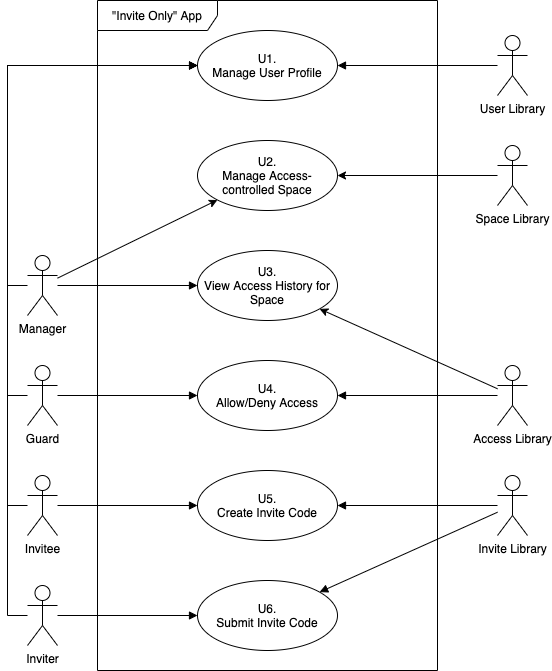 "Invite Only" App
U1.
Manage User Profile
User Library
U2.
Manage Access-
controlled Space
Space Library
U3.
View Access History for
Space
Manager
U4.
Allow/Deny Access
Guard
Access Library
U5.
Create Invite Code
Invitee
Invite Library
U6.
Submit Invite Code
Inviter